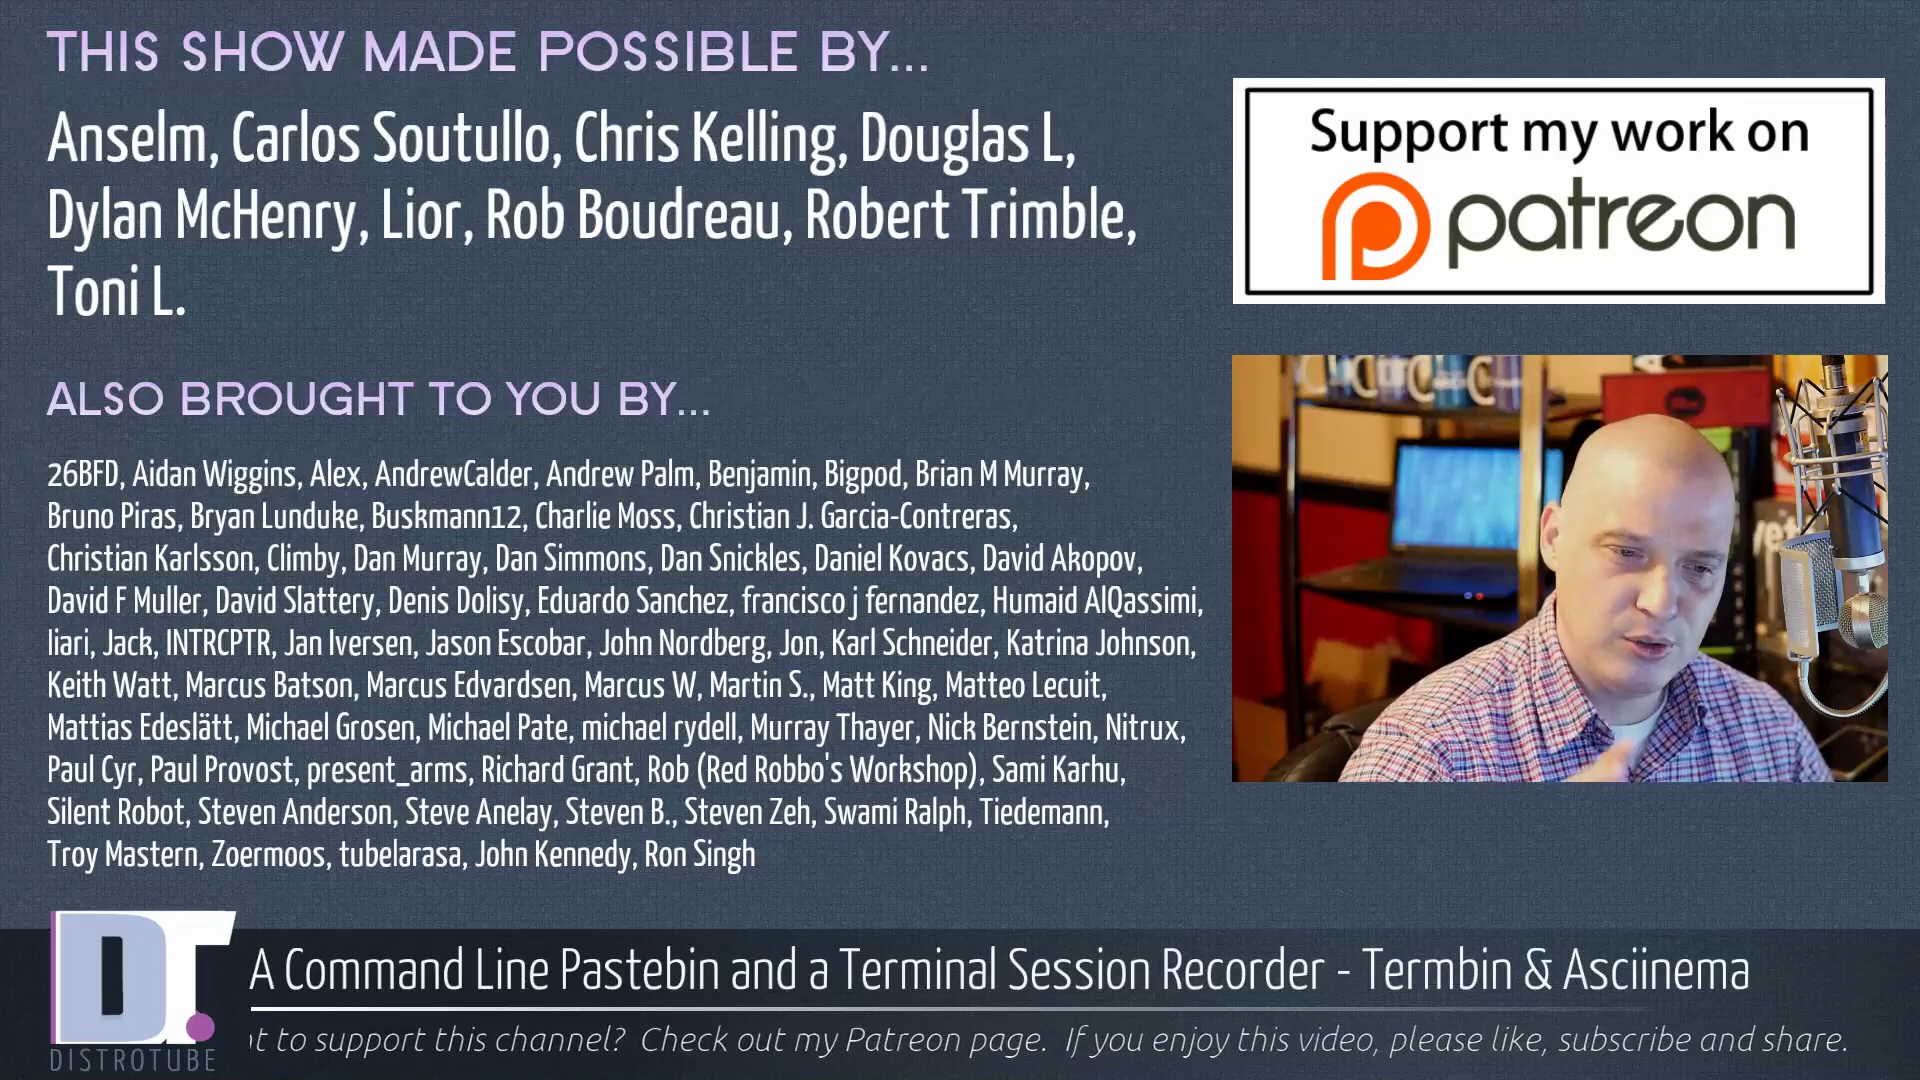 THIS SHOW MADE POSSIBLE BY...
Anselm, Carlos Soutullo, Chris Kelling, Douglas L,
Dylan McHenry, Lior, Rob Boudreau, Robert Trimble,
Toni L.
Support my work on
patreon
ALSO BROUGHT TO YOU BY...
26BFD, Aidan Wiggins, Alex, AndrewCalder, Andrew Palm, Benjamin, Bigpod, Brian M Murray,
Bruno Piras, Bryan Lunduke, Buskmann12, Charlie Moss, Christian J. Garcia-Contreras,
Christian Karlsson, Climby, Dan Murray, Dan Simmons, Dan Snickles, Daniel Kovacs, David Akopov,
David F Muller, David Slattery, Denis Dolisy, Eduardo Sanchez, francisco j fernandez, Humaid AlQassimi,
Iiari, Jack, INTRCPTR, Jan Iversen, Jason Escobar, John Nordberg, Jon, Karl Schneider, Katrina Johnson,
Keith Watt, Marcus Batson, Marcus Edvardsen, Marcus W, Martin S., Matt King, Matteo Lecuit,
Mattias Edeslätt, Michael Grosen, Michael Pate, michael rydell, Murray Thayer, Nick Bernstein, Nitrux,
Paul Cyr, Paul Provost, present_arms, Richard Grant, Rob (Red Robbo's Workshop), Sami Karhu,
Silent Robot, Steven Anderson, Steve Anelay, Steven B., Steven Zeh, Swami Ralph, Tiedemann,
Troy Mastern, Zoermoos, tubelarasa, John Kennedy, Ron Singh
DT
DISTROTUBE
A Command Line Pastebin and a Terminal Session Recorder - Termbin & Asciinema
t to support this channel? Check out my Patreon page. If you enjoy this video, please like, subscribe and share.